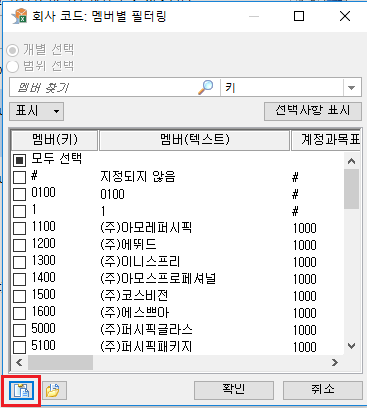 회사 코드: 멤버별 필터링
개별 선택
범위 선택
멤버 찾기
키
표시
선택사항 표시
멤버(키) 멤버(텍스트) 계정과목표
모두 선택
# 지정되지 않음 #
0100 0100 #
1 1 #
1100 (주)아모레퍼시픽 1000
1200 (주)에뛰드 1000
1300 (주)이니스프리 1000
1400 (주)아모스프로페셔널 1000
1500 (주)코스비전 1000
1600 (주)에스쁘아 1000
5000 (주)퍼시픽글라스 1000
5100 (주)퍼시픽패키지 1000
확인
취소